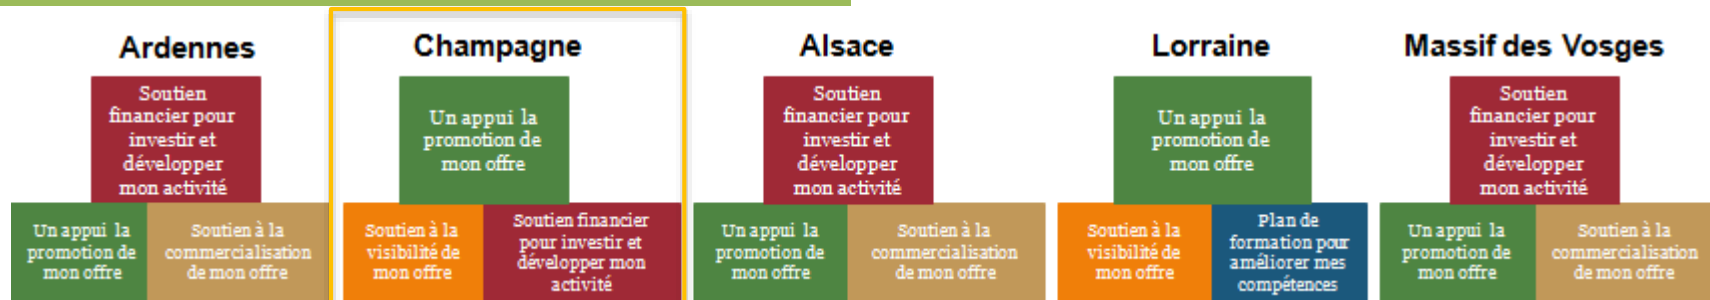 Ardennes
Soutien
financier pour
investir et
développer
mon activité
Un appui la
promotion de
mon offre
Soutien à la
commercialisation
de mon offre
Champagne
Un appui la
promotion de
mon offre
Soutien à la
visibilité de
mon offre
Soutien financier
pour investir et
développer mon
activité
Alsace
Soutien
financier pour
investir et
développer
mon activité
Un appui la
promotion de
mon offre
Soutien à la
commercialisation
de mon offre
Lorraine
Un appui la
promotion de
mon offre
Soutien à la
visibilité de
mon offre
Plan de
formation pour
améliorer mes
compétences
Massif des Vosges
Soutien
financier pour
investir et
développer
mon activité
Un appui la
promotion de
mon offre
Soutien à la
commercialisation
de mon offre